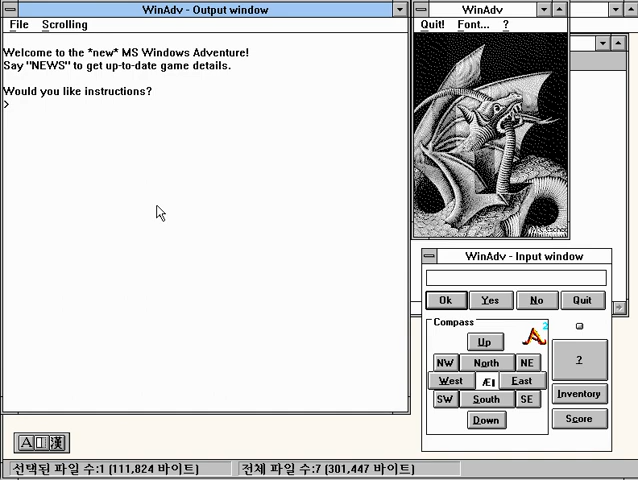 WinAdv - Output window
File Scrolling
Welcome to the *new* MS Windows Adventure!
Say "NEWS" to get up-to-date game details.
Would you like instructions?
>
WinAdv
Quit! Font... ?
WinAdv - Input window
Ok Yes No Quit
Compass
2
Up
NW North NE
West Æ East
SW South SE
Down
?
Inventory
Score
A 漢
선택된 파일 수:1 (111,824 바이트) 전체 파일 수:7 (301,447 바이트)